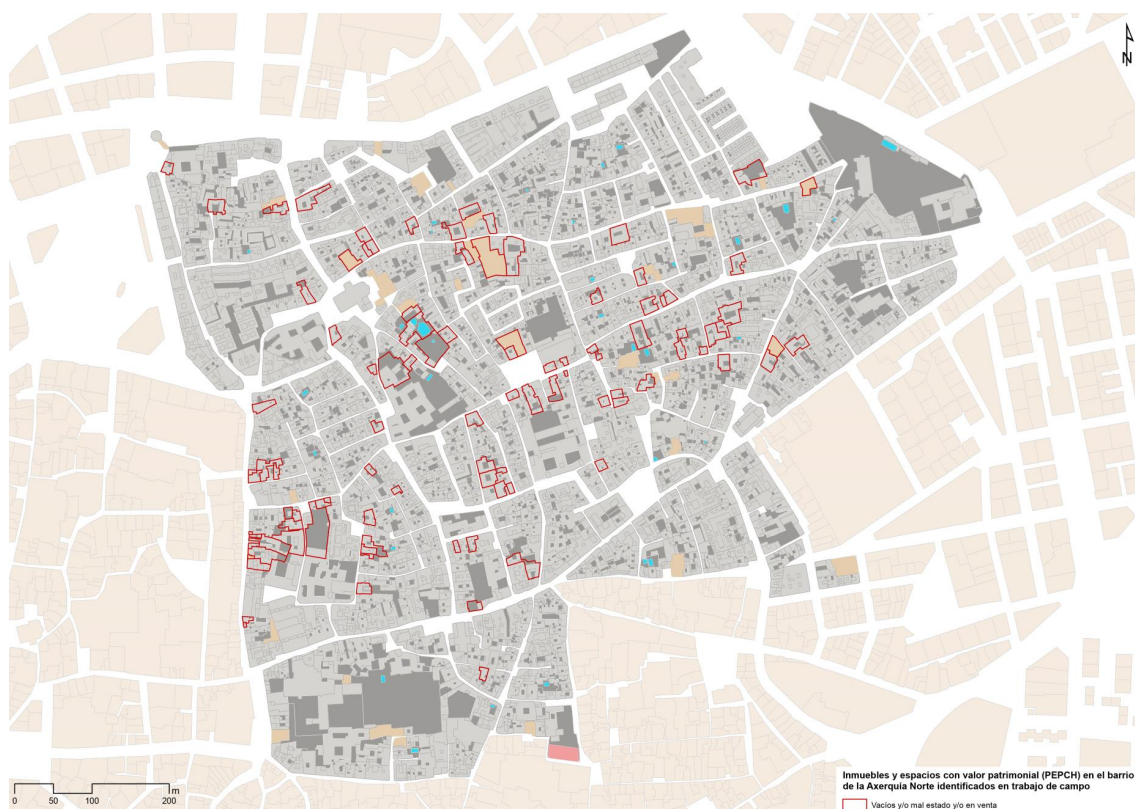 N
Inmuebles y espacios con valor patrimonial (PEPCH) en el barrio
de la Axerquía Norte identificados en trabajo de campo
Vacíos y/o mal estado y/o en venta
m
0 50 100 200